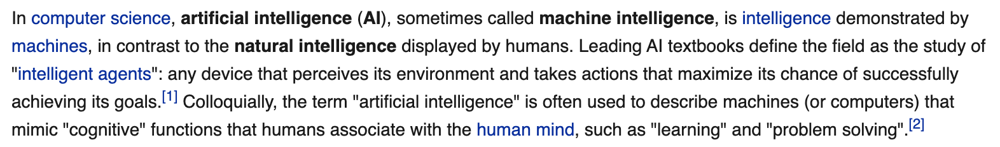 In computer science, artificial intelligence (AI), sometimes called machine intelligence, is intelligence demonstrated by
machines, in contrast to the natural intelligence displayed by humans. Leading AI textbooks define the field as the study of
"intelligent agents": any device that perceives its environment and takes actions that maximize its chance of successfully
achieving its goals.[1] Colloquially, the term "artificial intelligence" is often used to describe machines (or computers) that
mimic "cognitive" functions that humans associate with the human mind, such as "learning" and "problem solving".[2]